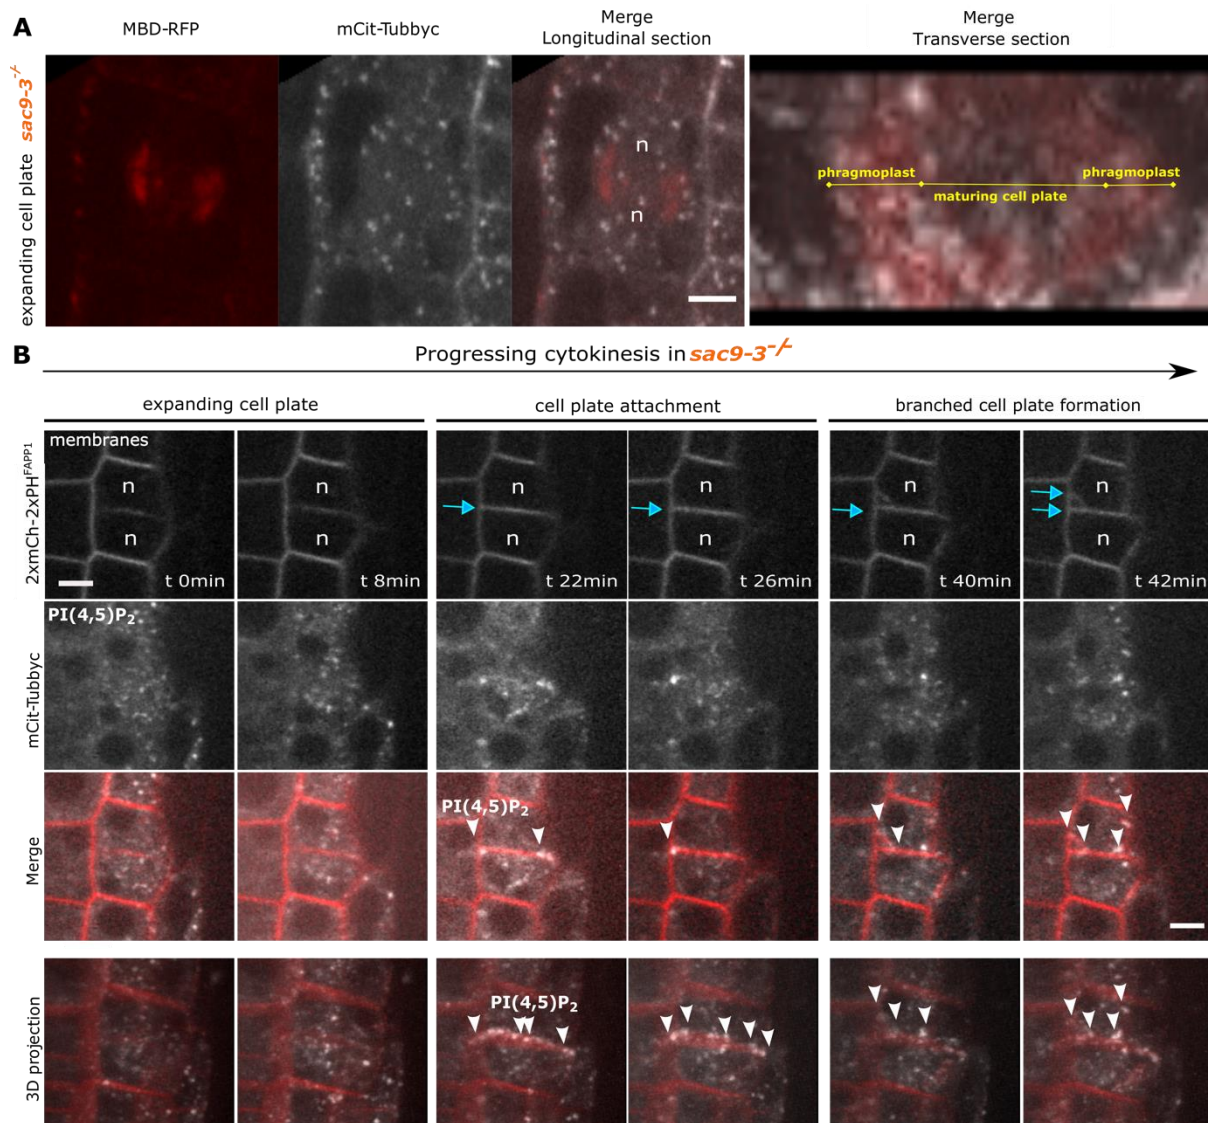 A
MBD-RFP
mCit-Tubbyc
Merge
Longitudinal section
Merge
Transverse section
expanding cell plate sac9-3-/-
n
n
phragmoplast
phragmoplast
maturing cell plate
B
Progressing cytokinesis in sac9-3-/-
expanding cell plate
cell plate attachment
branched cell plate formation
2xmCh-2xPHFAPP1
membranes
n
n
n
n
n
n
n
n
n
n
n
n
t 0min
t 8min
t 22min
t 26min
t 40min
t 42min
mCit-Tubbyc
PI(4,5)P2
Merge
PI(4,5)P2
3D projection
PI(4,5)P2